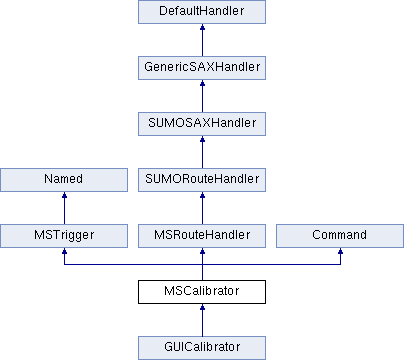 DefaultHandler
GenericSAXHandler
SUMOSAXHandler
Named
SUMORouteHandler
MSTrigger
MSRouteHandler
Command
MSCalibrator
GUICalibrator